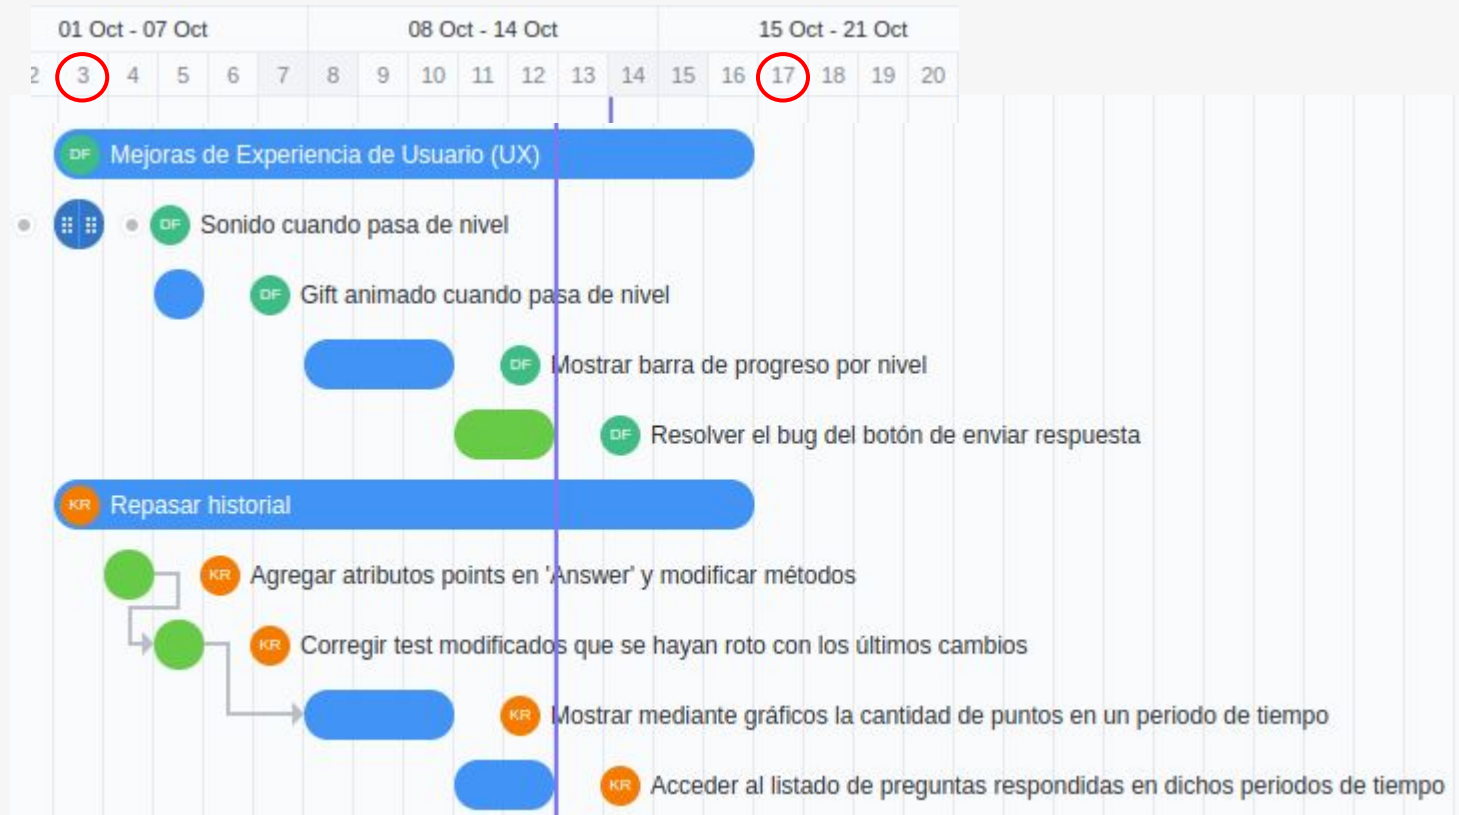 01 Oct - 07 Oct 08 Oct - 14 Oct 15 Oct - 21 Oct
2 3 4 5 6 7 8 9 10 11 12 13 14 15 16 17 18 19 20
DF Mejoras de Experiencia de Usuario (UX)
DF Sonido cuando pasa de nivel
DF Gift animado cuando pasa de nivel
DF Mostrar barra de progreso por nivel
DF Resolver el bug del botón de enviar respuesta
KR Repasar historial
KR Agregar atributos points en 'Answer' y modificar métodos
KR Corregir test modificados que se hayan roto con los últimos cambios
KR Mostrar mediante gráficos la cantidad de puntos en un periodo de tiempo
KR Acceder al listado de preguntas respondidas en dichos periodos de tiempo